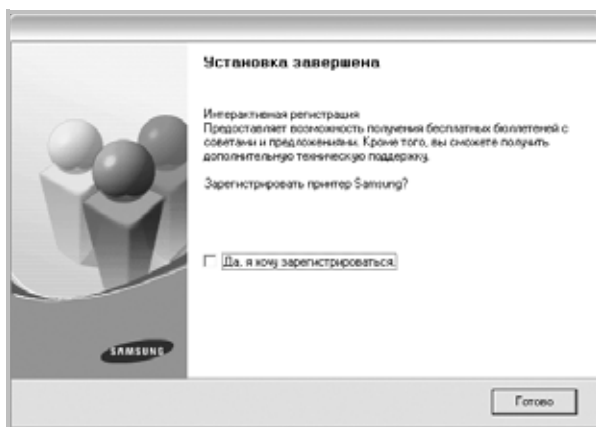 Установка завершена
Интерактивная регистрация
Предоставляет возможность получения бесплатных бюллетеней с
советами и предложениями. Кроме того, вы сможете получить
дополнительную техническую поддержку.
Зарегистрировать принтер Samsung?
Да, я хочу зарегистрироваться.
SAMSUNG
Готово